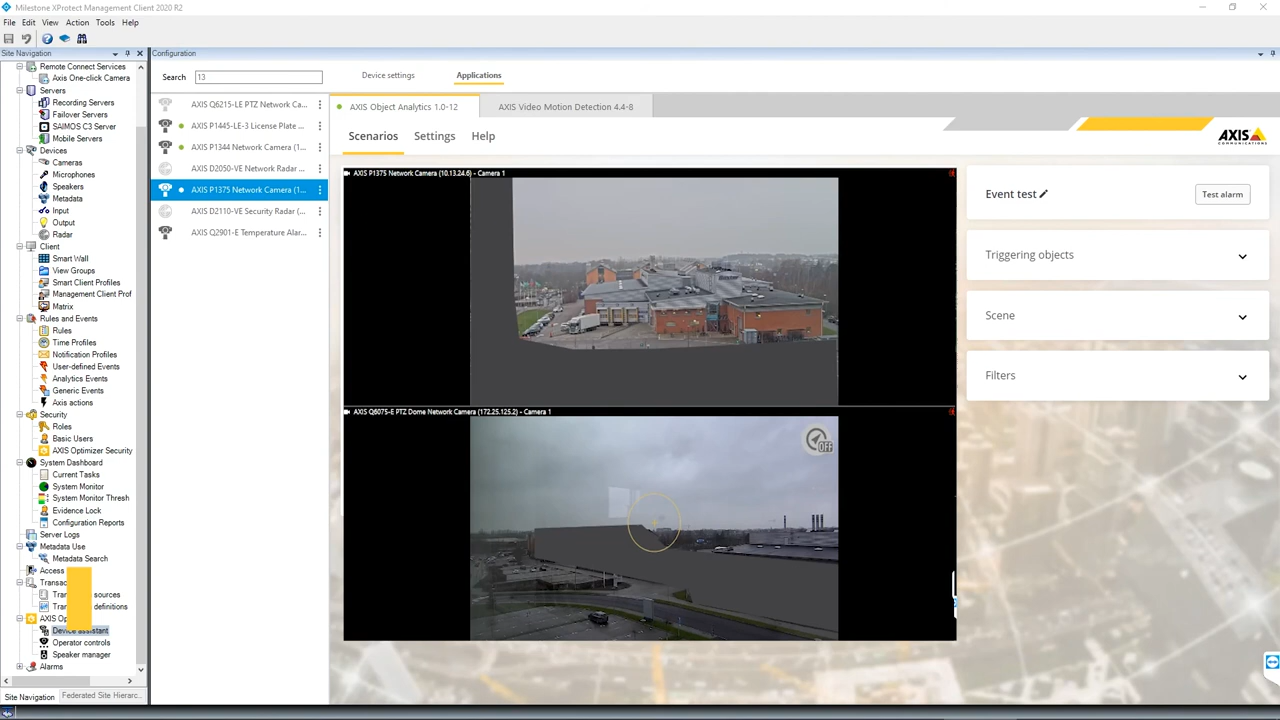 Milestone XProtect Management Client 2020 R2
File Edit View Action Tools Help
Site Navigation
Configuration
Remote Connect Services
Axis One-click Camera
Servers
Recording Servers
Failover Servers
SAIMOS C3 Server
Mobile Servers
Devices
Cameras
Microphones
Speakers
Metadata
Input
Output
Radar
Client
Smart Wall
View Groups
Smart Client Profiles
Management Client Prof
Matrix
Rules and Events
Rules
Time Profiles
Notification Profiles
User-defined Events
Analytics Events
Generic Events
Axis actions
Security
Roles
Basic Users
AXIS Optimizer Security
System Dashboard
Current Tasks
System Monitor
System Monitor Thresh
Evidence Lock
Configuration Reports
Server Logs
Metadata Use
Metadata Search
Access
Transac
Tran sources
Tran definitions
AXIS Op
Device assistant
Operator controls
Speaker manager
Alarms
Site Navigation Federated Site Hierarc...
Search 13
AXIS Q6215-LE PTZ Network Ca...
AXIS P1445-LE-3 License Plate ...
AXIS P1344 Network Camera (1...
AXIS D2050-VE Network Radar ...
AXIS P1375 Network Camera (1...
AXIS D2110-VE Security Radar (...
AXIS Q2901-E Temperature Alar...
Device settings Applications
AXIS Object Analytics 1.0-12 AXIS Video Motion Detection 4.4-8
Scenarios Settings Help
AXIS
COMMUNICATIONS
AXIS P1375 Network Camera (10.13.24.6) - Camera 1
AXIS Q6075-E PTZ Dome Network Camera (172.25.125.2) - Camera 1
OFF
Event test Test alarm
Triggering objects
Scene
Filters